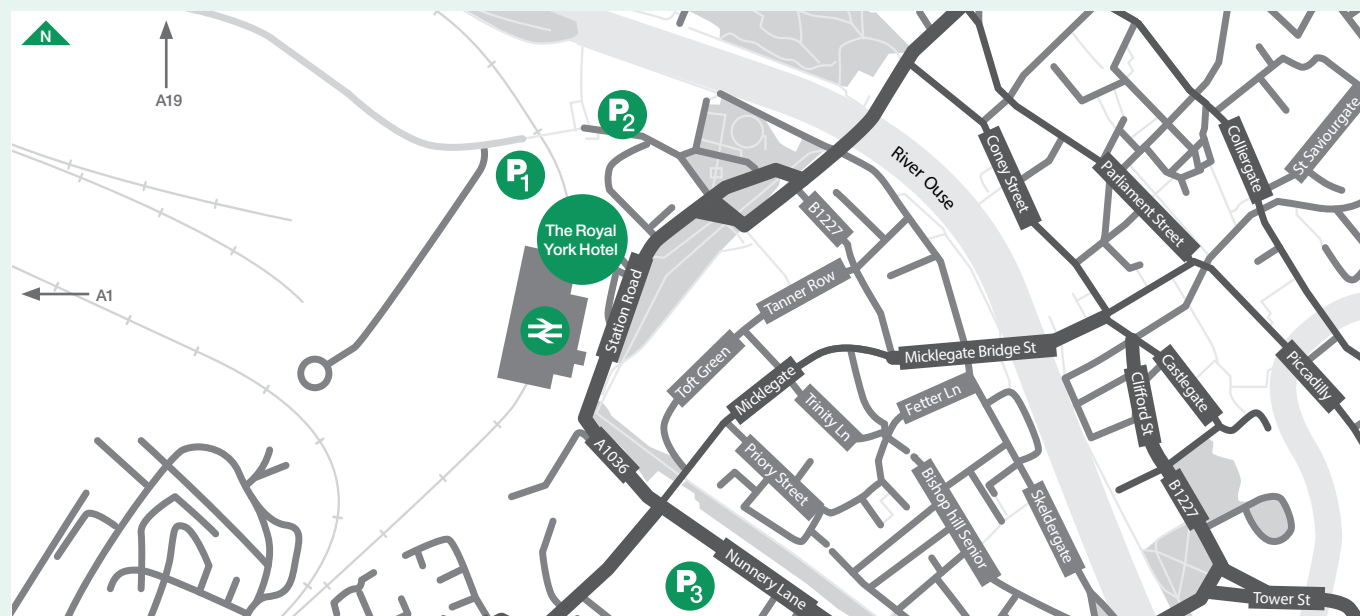 N
A19
A1
P1
P2
The Royal
York Hotel
Station Road
A1036
Nunnery Lane
P3
River Ouse
B1227
Tanner Row
Toft Green
Micklegate
Micklegate Bridge St
Trinity Ln
Fetter Ln
Priory Street
Bishop hill Senior
Skeldergate
Coney Street
Parliament Street
Colliergate
St Saviourgate
Piccadilly
Castlegate
Clifford St
B1227
Tower St